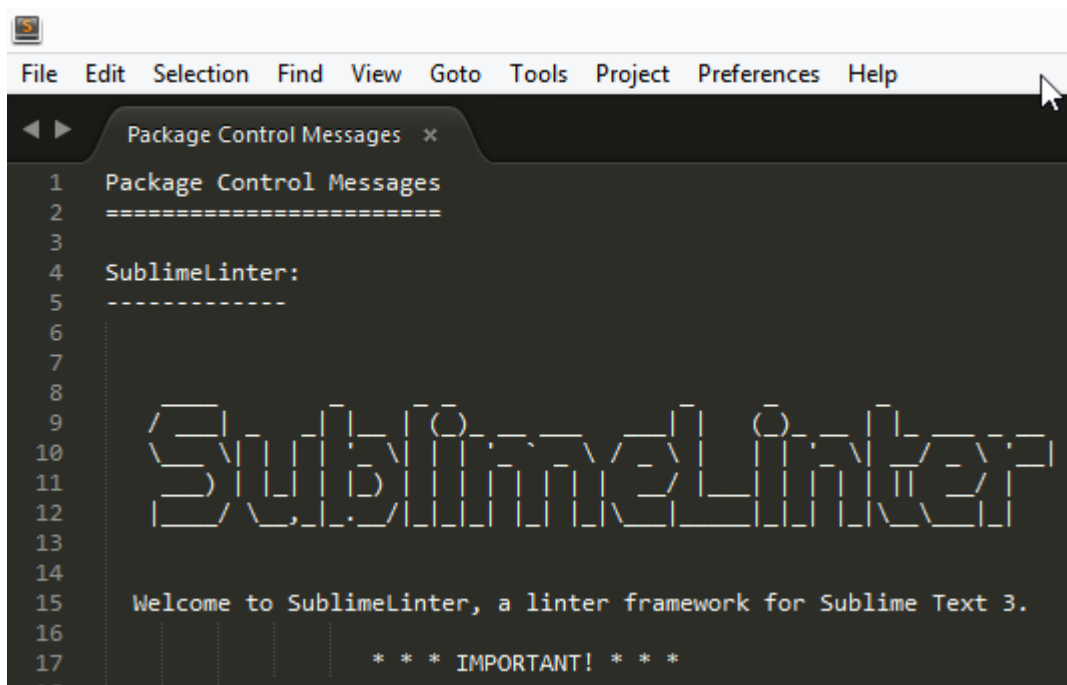 S
File Edit Selection Find View Goto Tools Project Preferences Help
Package Control Messages ×
1 Package Control Messages
2 ========================
3
4 SublimeLinter:
5 -------------
6
7
8
9
10 SublimeLinter
11
12
13
14
15 Welcome to SublimeLinter, a linter framework for Sublime Text 3.
16
17 * * * IMPORTANT! * * *